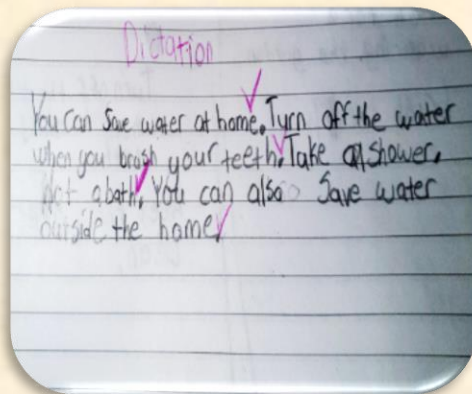 Dictation
You can Save water at home. Turn off the water
when you brush your teeth. Take a shower,
not a bath. You can also Save water
outside the home.